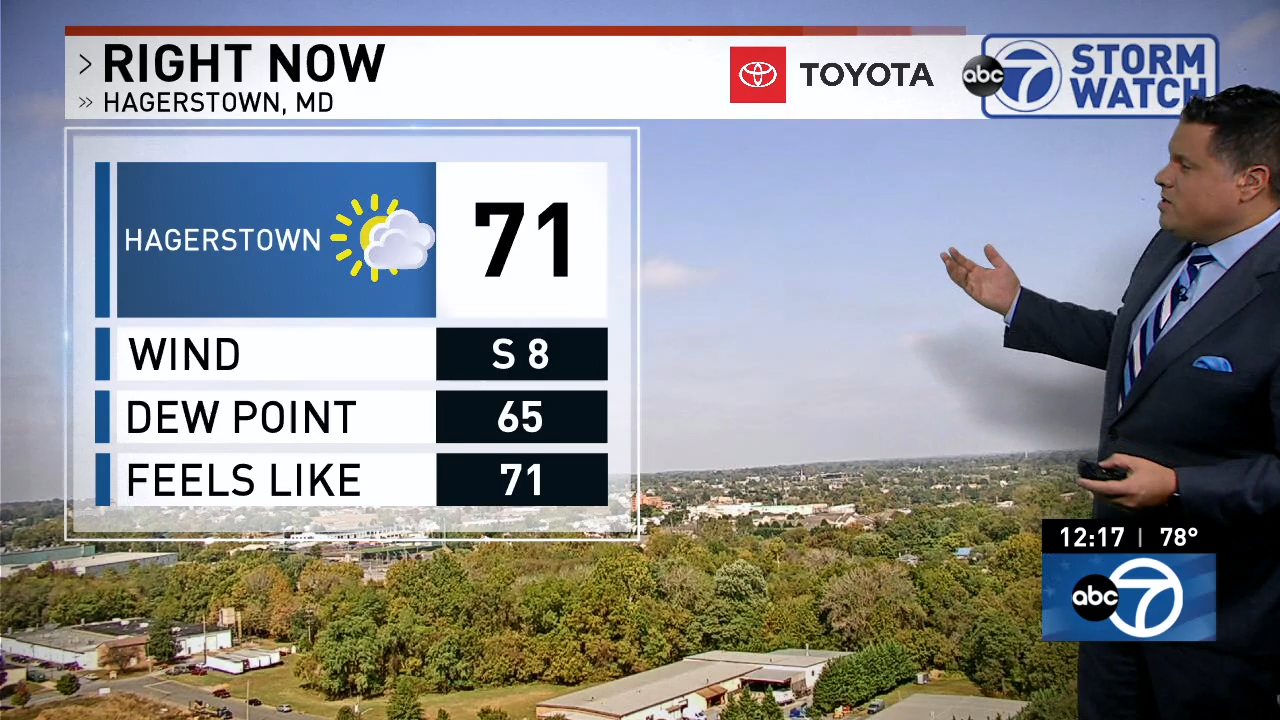 > RIGHT NOW
» HAGERSTOWN, MD
TOYOTA
abc 7 STORM WATCH
HAGERSTOWN 71
WIND S 8
DEW POINT 65
FEELS LIKE 71
12:17 | 78°
abc 7